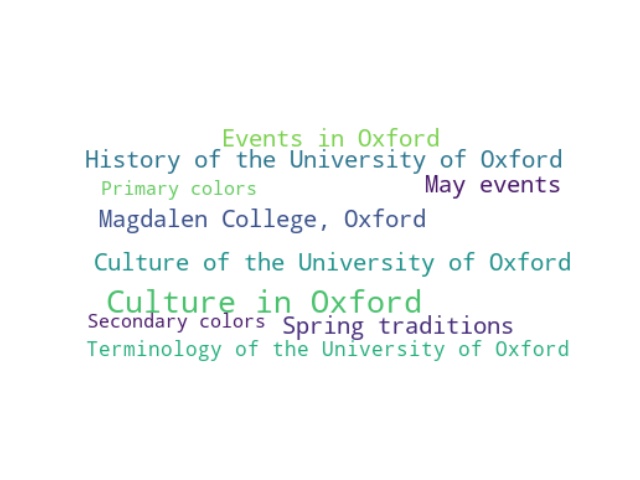 Events in Oxford
History of the University of Oxford
Primary colors
May events
Magdalen College, Oxford
Culture of the University of Oxford
Culture in Oxford
Secondary colors
Spring traditions
Terminology of the University of Oxford